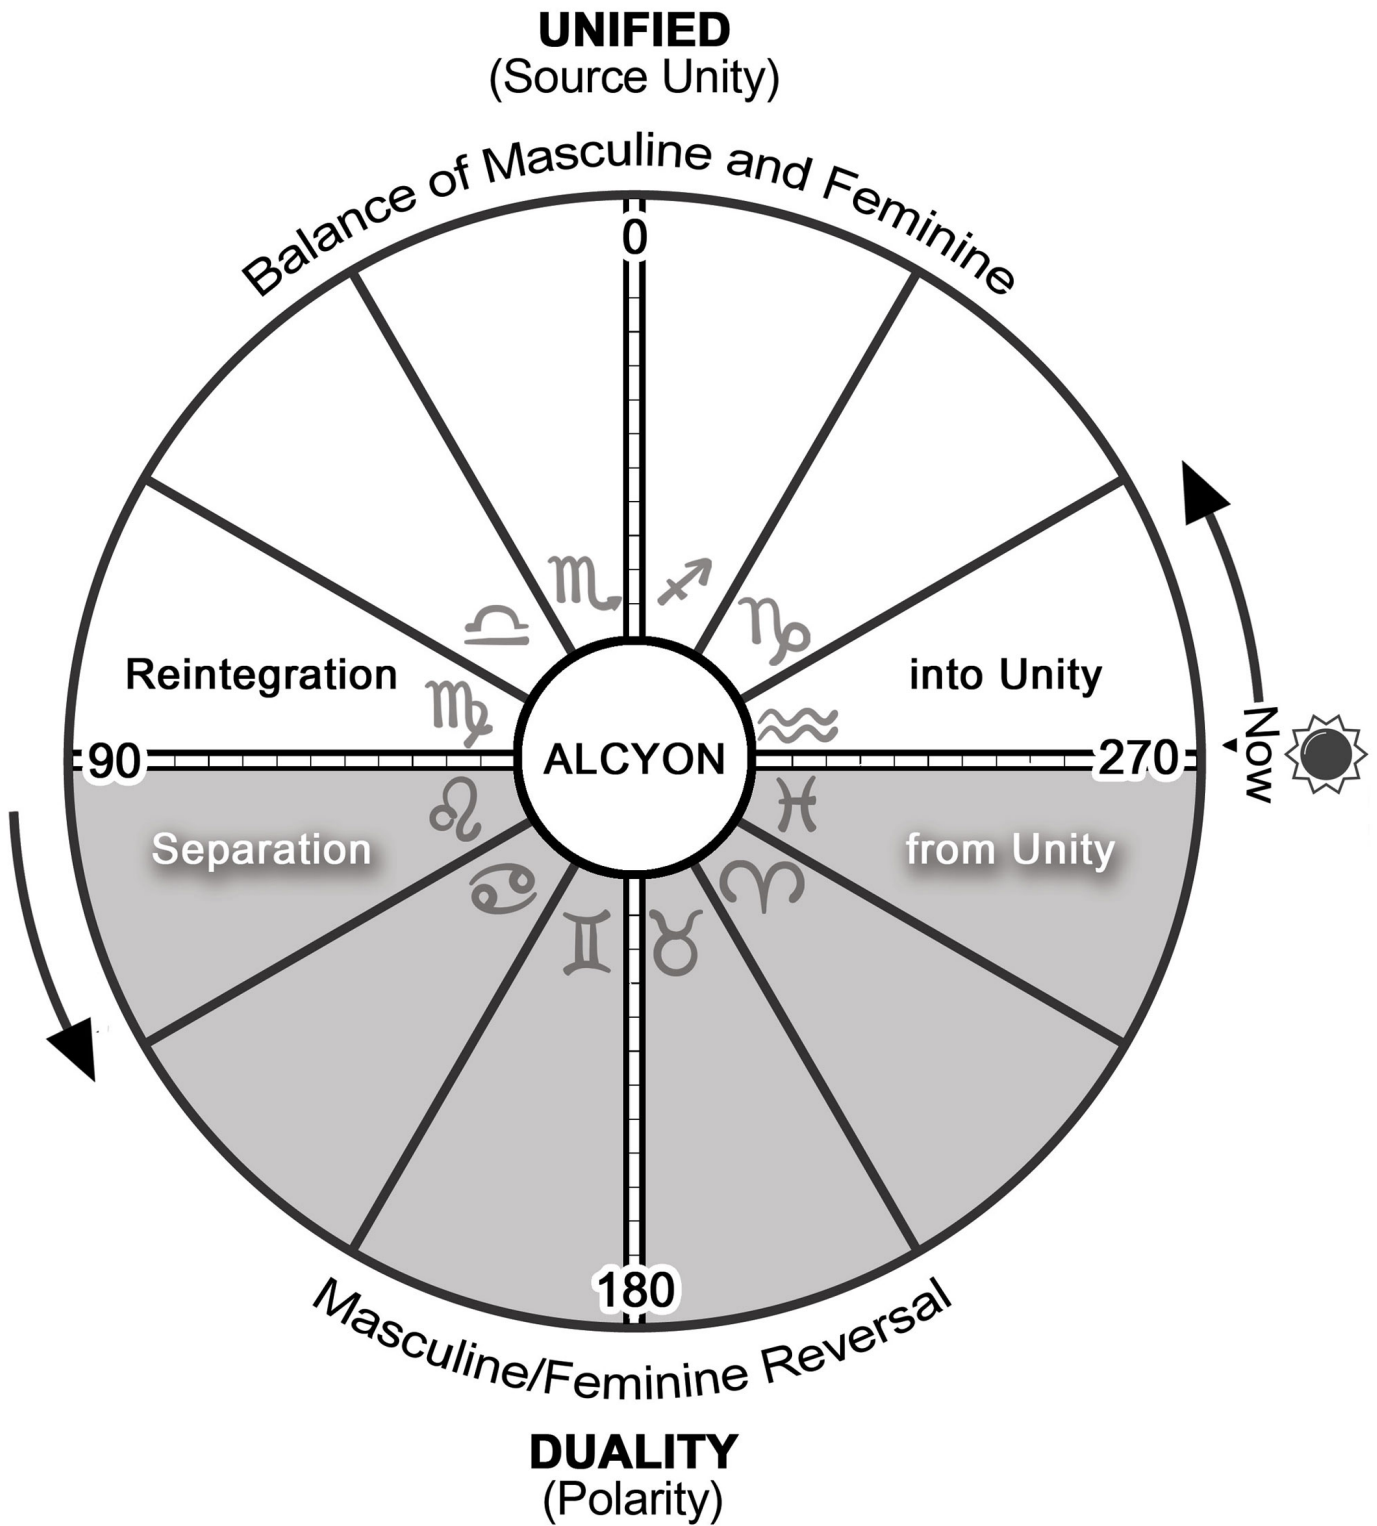 UNIFIED
(Source Unity)
Balance of Masculine and Feminine
0
♏ ♐
♎ ♑
Reintegration into Unity
♍ ♒
90 ALCYON 270 Now
♌ ♓
Separation from Unity
♋ ♈
♊ ♉
180
Masculine/Feminine Reversal
DUALITY
(Polarity)